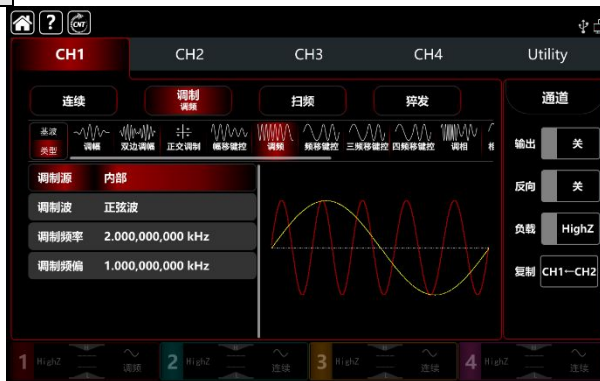 ? CNT
CH1 CH2 CH3 CH4 Utility
连续 调制 扫频 猝发 通道
调频
基波
类型 调幅 双边调幅 正交调制 幅移键控 调频 频移键控 三频移键控 四频移键控 调相
输出 关
调制源 内部
反向 关
调制波 正弦波
负载 HighZ
调制频率 2.000,000,000 kHz
调制频偏 1.000,000,000 kHz
复制 CH1←CH2
1 HighZ 调频 2 HighZ 连续 3 HighZ 连续 4 HighZ 连续